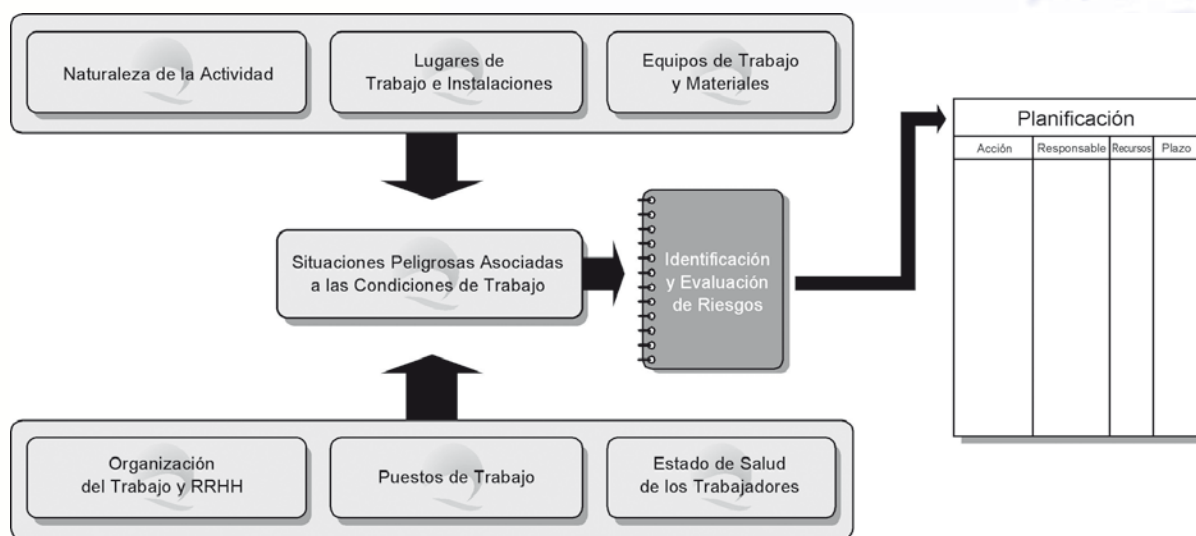 Naturaleza de la Actividad
Lugares de
Trabajo e Instalaciones
Equipos de Trabajo
y Materiales
Situaciones Peligrosas Asociadas
a las Condiciones de Trabajo
Identificación
y Evaluación
de Riesgos
Planificación
Acción Responsable Recursos Plazo
Organización
del Trabajo y RRHH
Puestos de Trabajo
Estado de Salud
de los Trabajadores